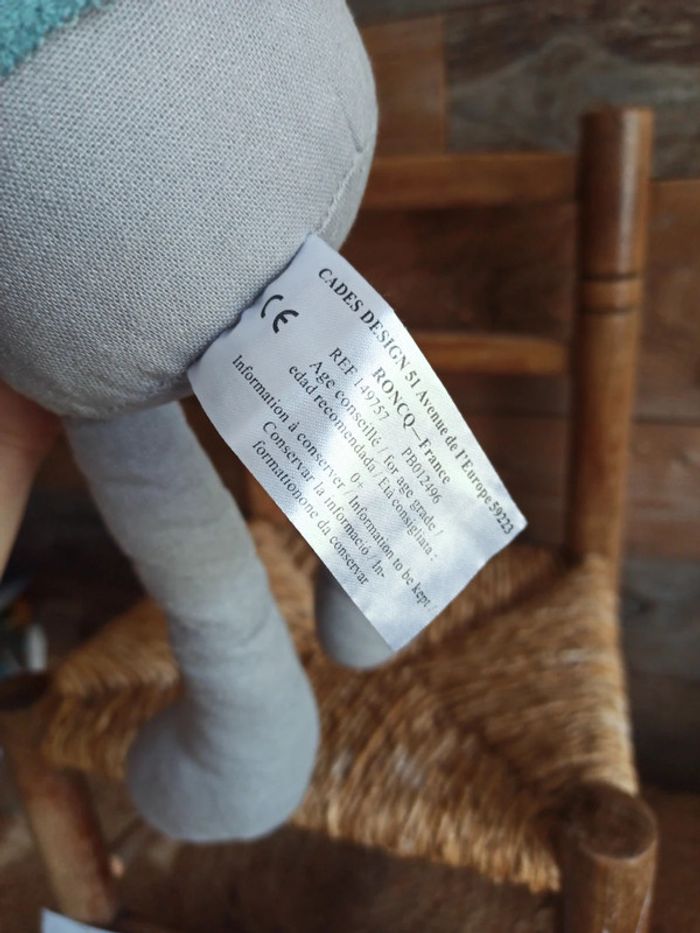 CE
CADES DESIGN 51 Avenue de l'Europe 59223
RONCQ—France
REF 149757 PB012496
Age conseillé / for age grade /
edad recomendada / Età consigliata :
0-
Information à conserver / Information to be kept /
Conservar la informació / In-
formationone da conservar